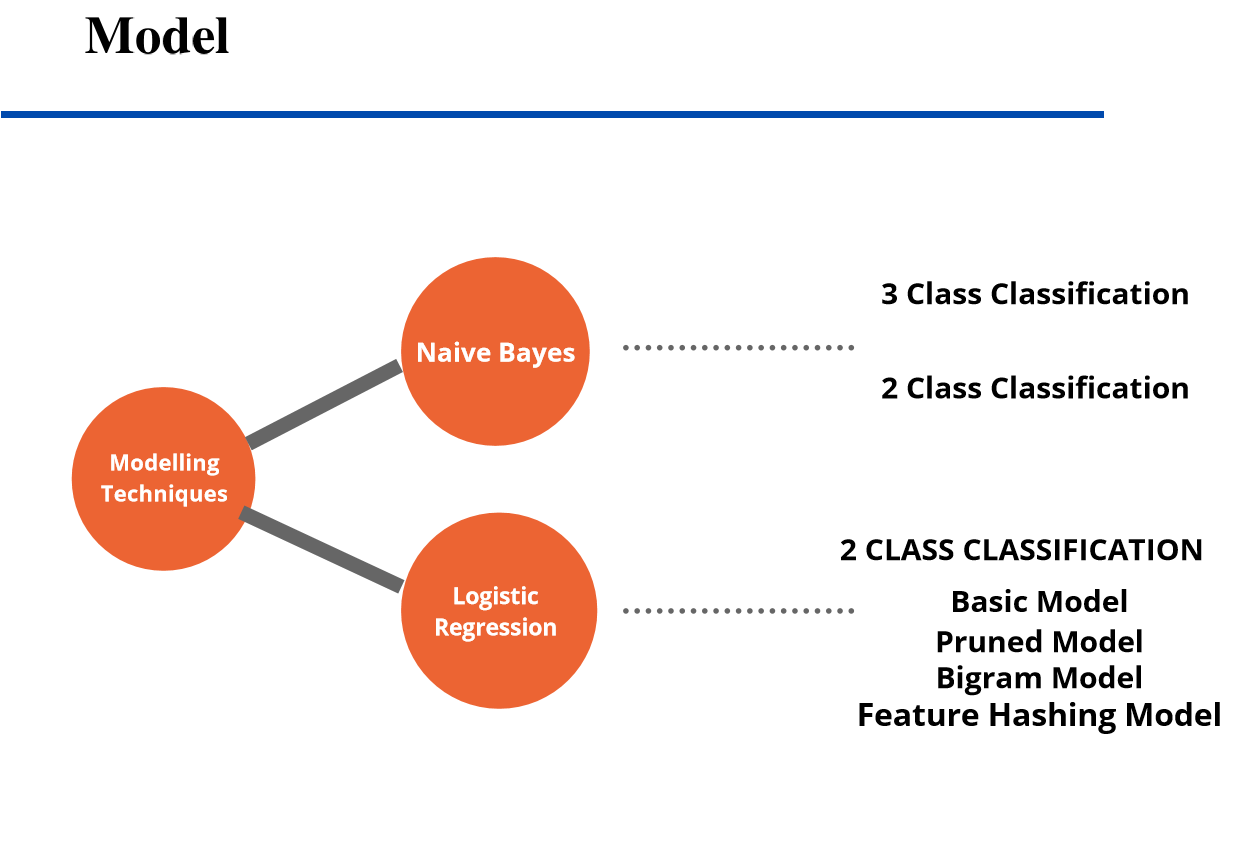 Model
Modelling
Techniques
Naive Bayes
3 Class Classification
2 Class Classification
Logistic
Regression
2 CLASS CLASSIFICATION
Basic Model
Pruned Model
Bigram Model
Feature Hashing Model